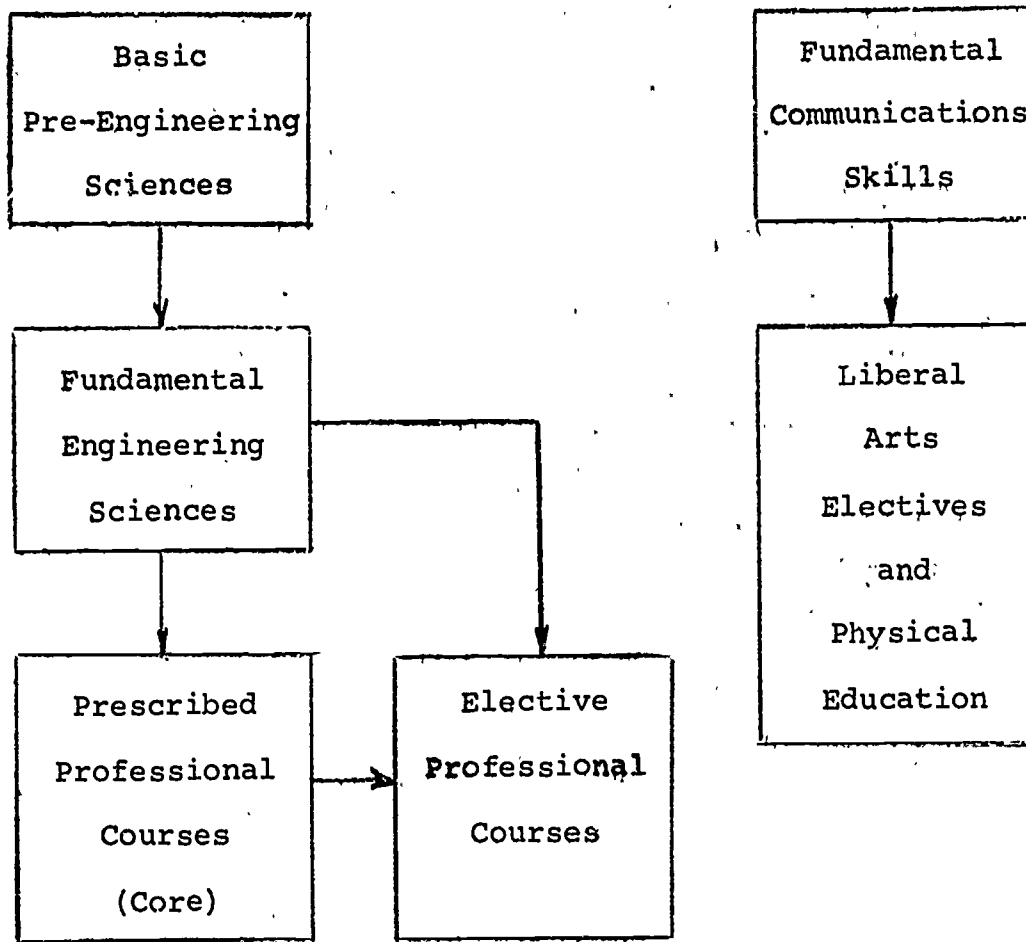 Basic
Pre-Engineering
Sciences
Fundamental
Communications
Skills
Fundamental
Engineering
Sciences
Liberal
Arts
Electives
and
Physical
Education
Prescribed
Professional
Courses
(Core)
Elective
Professional
Courses